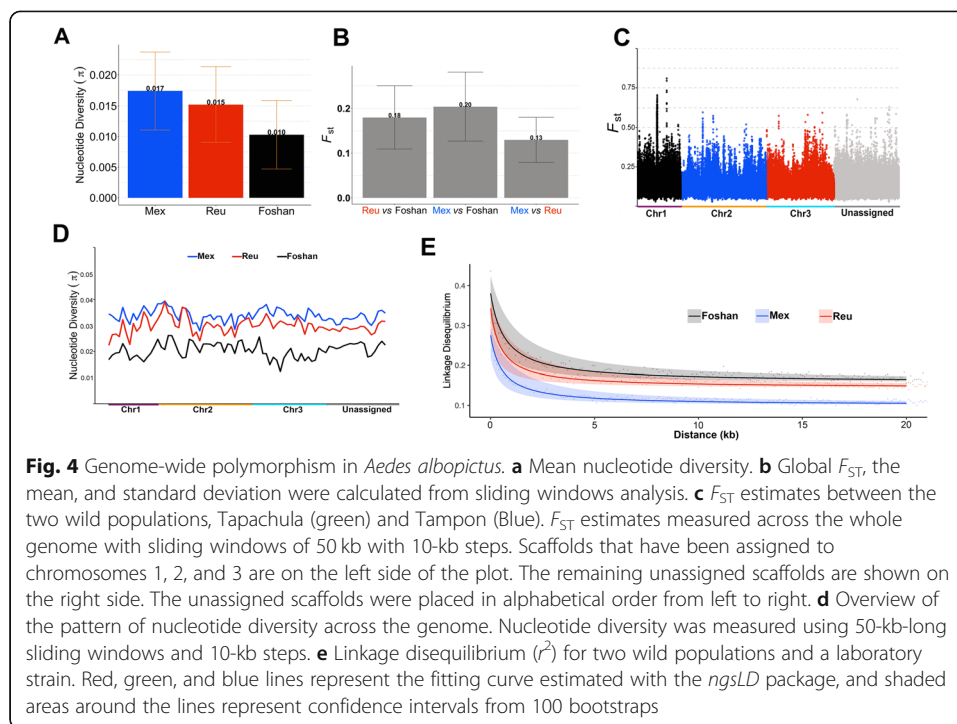 A
Nucleotide Diversity ( π )
0.020
0.015
0.010
0.005
0.000
0.017
0.015
0.010
Mex Reu Foshan
B
Fst
0.2
0.1
0.0
0.18
0.20
0.13
Reu vs Foshan Mex vs Foshan Mex vs Reu
C
Fst
0.75
0.50
0.25
Chr1 Chr2 Chr3 Unassigned
D
Mex Reu Foshan
Nucleotide Diversity ( π )
0.05
0.04
0.03
0.02
0.01
Chr1 Chr2 Chr3 Unassigned
E
Linkage Disequilibrium
0.4
0.3
0.2
0.1
Foshan Mex Reu
0 5 10 15 20
Distance (kb)
Fig. 4 Genome-wide polymorphism in Aedes albopictus. a Mean nucleotide diversity. b Global FST, the
mean, and standard deviation were calculated from sliding windows analysis. c FST estimates between the
two wild populations, Tapachula (green) and Tampon (Blue). FST estimates measured across the whole
genome with sliding windows of 50 kb with 10-kb steps. Scaffolds that have been assigned to
chromosomes 1, 2, and 3 are on the left side of the plot. The remaining unassigned scaffolds are shown on
the right side. The unassigned scaffolds were placed in alphabetical order from left to right. d Overview of
the pattern of nucleotide diversity across the genome. Nucleotide diversity was measured using 50-kb-long
sliding windows and 10-kb steps. e Linkage disequilibrium (r²) for two wild populations and a laboratory
strain. Red, green, and blue lines represent the fitting curve estimated with the ngsLD package, and shaded
areas around the lines represent confidence intervals from 100 bootstraps